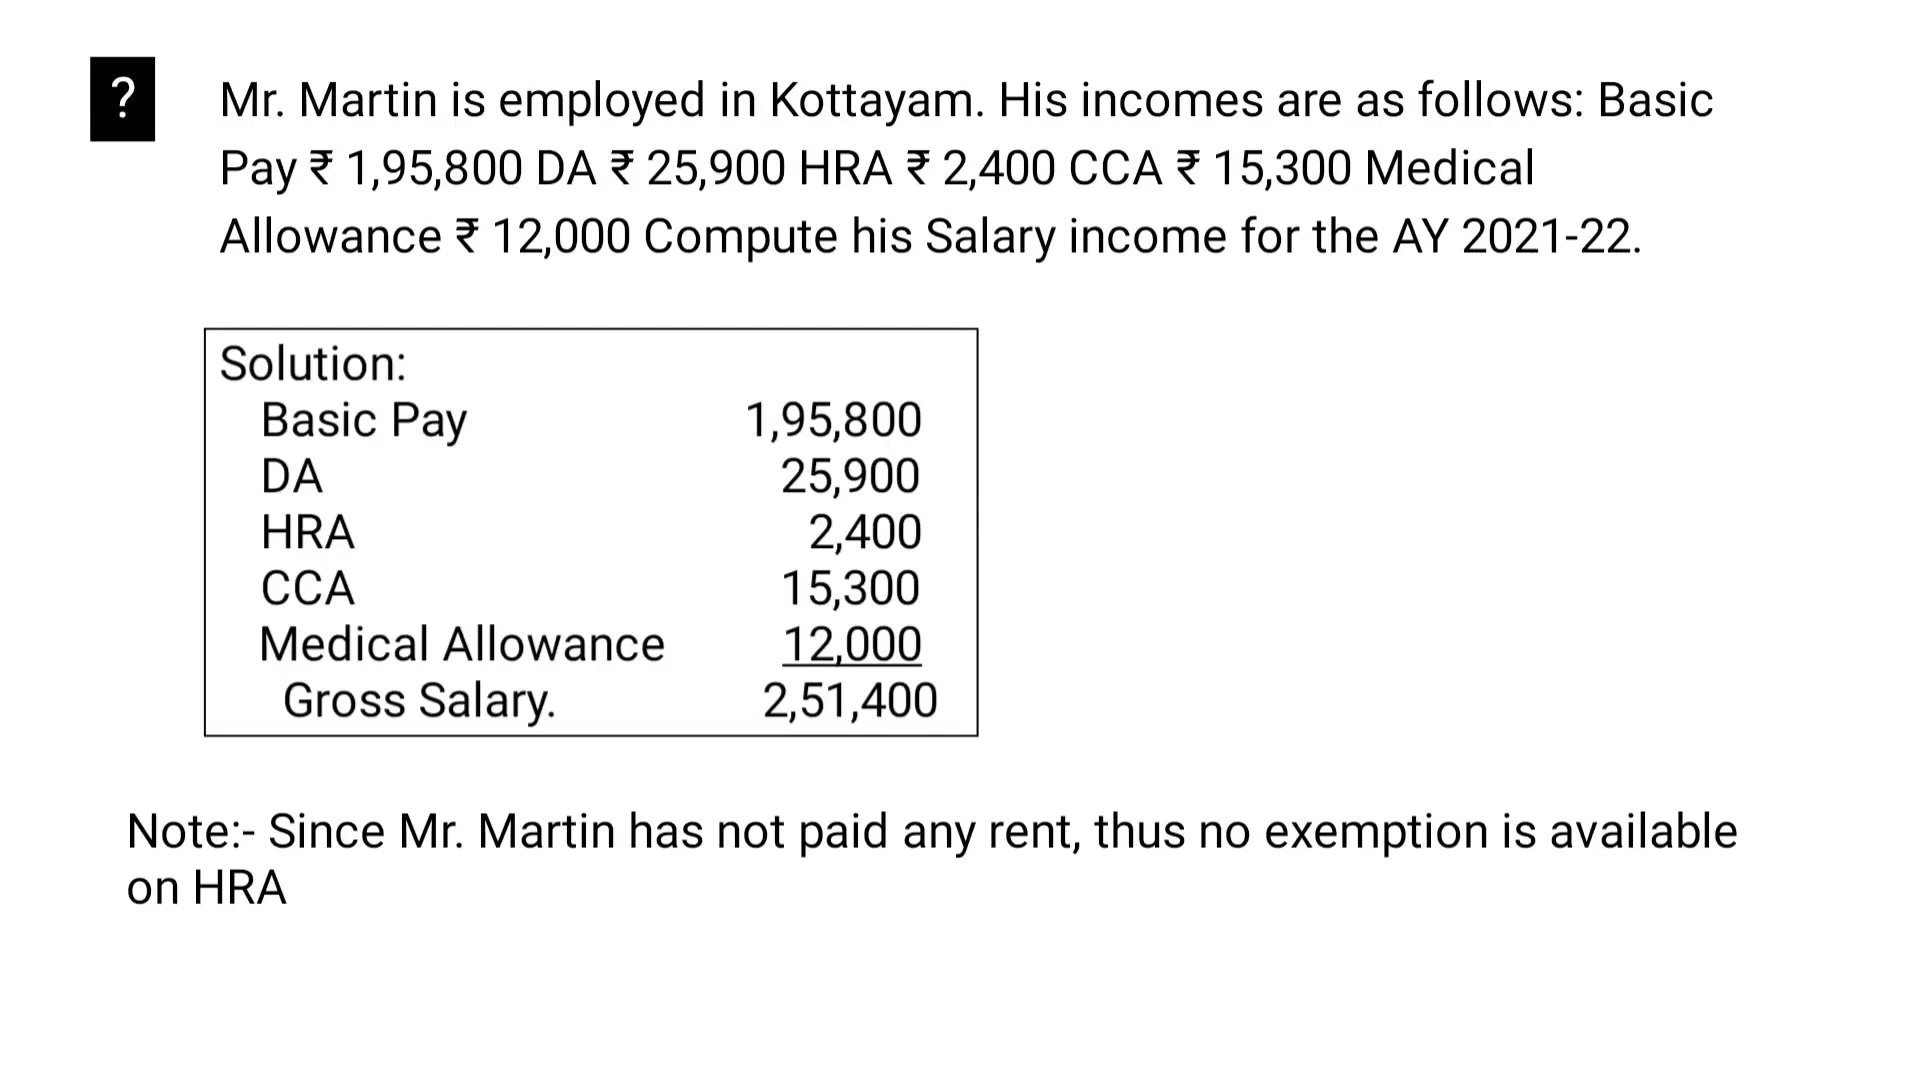 ?
Mr. Martin is employed in Kottayam. His incomes are as follows: Basic
Pay ₹ 1,95,800 DA ₹ 25,900 HRA ₹ 2,400 CCA ₹ 15,300 Medical
Allowance ₹ 12,000 Compute his Salary income for the AY 2021-22.
Solution:
Basic Pay 1,95,800
DA 25,900
HRA 2,400
CCA 15,300
Medical Allowance 12,000
Gross Salary. 2,51,400
Note:- Since Mr. Martin has not paid any rent, thus no exemption is available
on HRA